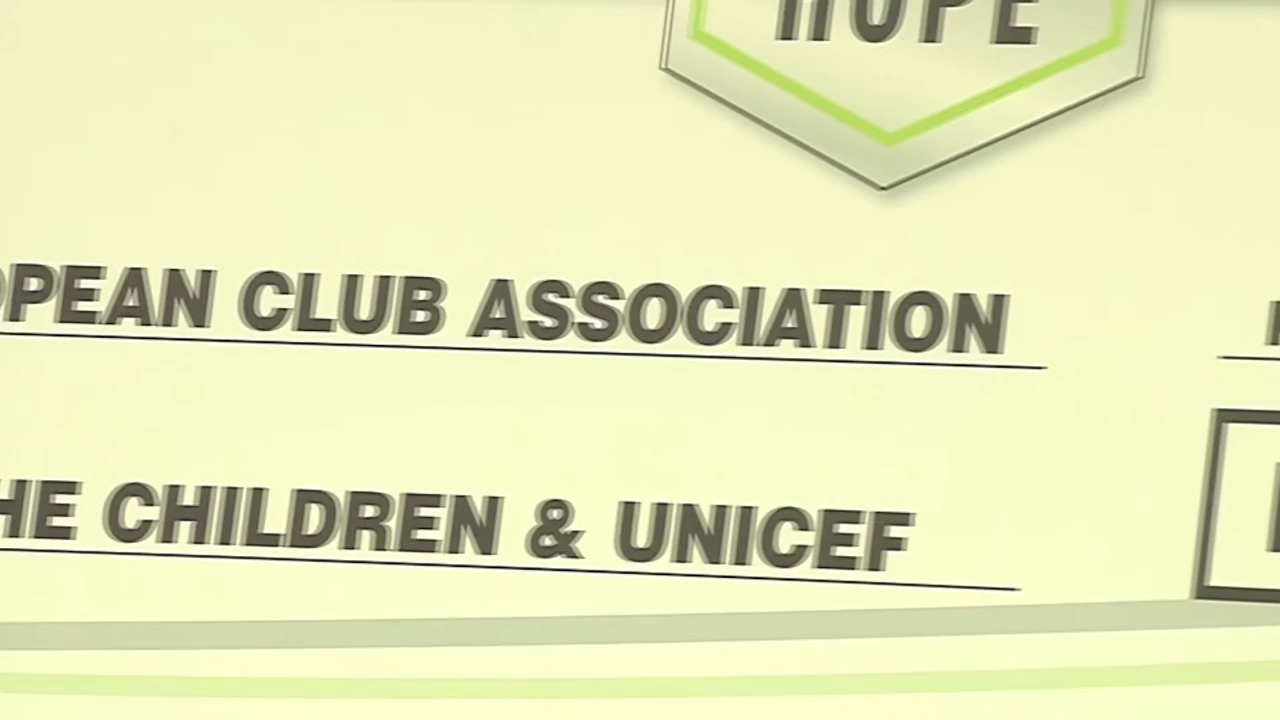 HOPE
OPEAN CLUB ASSOCIATION
HE CHILDREN & UNICEF